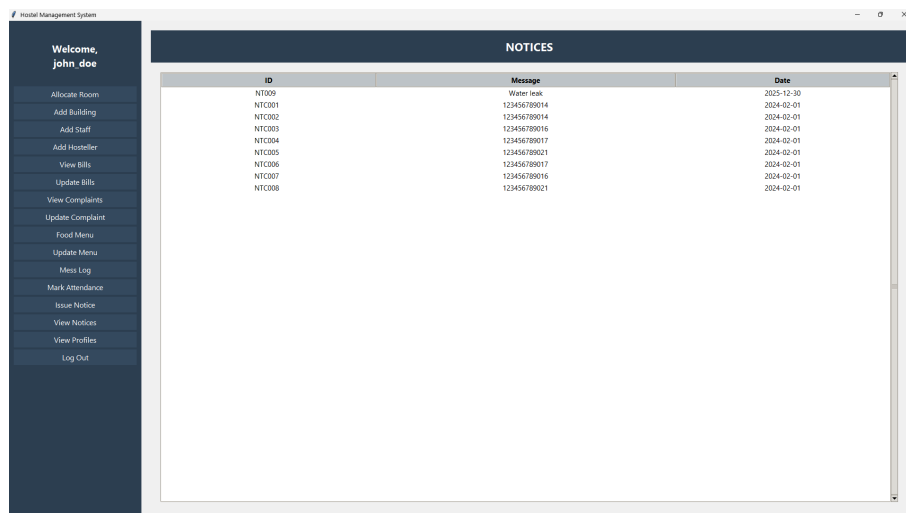 Hostel Management System
Welcome,
john_doe
Allocate Room
Add Building
Add Staff
Add Hosteller
View Bills
Update Bills
View Complaints
Update Complaint
Food Menu
Update Menu
Mess Log
Mark Attendance
Issue Notice
View Notices
View Profiles
Log Out
NOTICES
ID Message Date
NT009 Water leak 2025-12-30
NTC001 123456789014 2024-02-01
NTC002 123456789014 2024-02-01
NTC003 123456789016 2024-02-01
NTC004 123456789017 2024-02-01
NTC005 123456789021 2024-02-01
NTC006 123456789017 2024-02-01
NTC007 123456789016 2024-02-01
NTC008 123456789021 2024-02-01